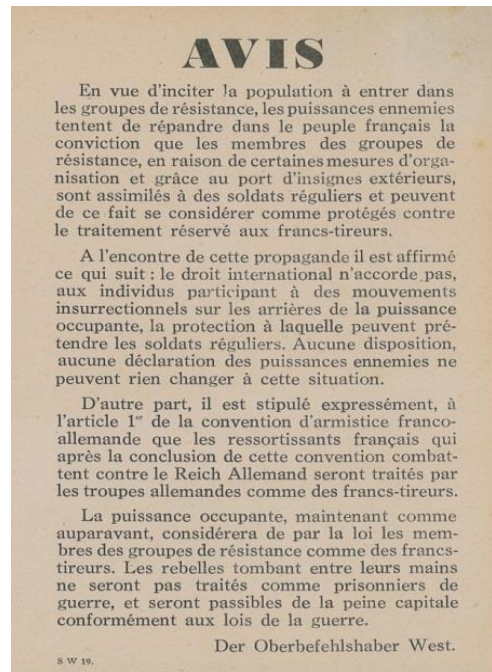 AVIS
En vue d'inciter la population à entrer dans
les groupes de résistance, les puissances ennemies
tentent de répandre dans le peuple français la
conviction que les membres des groupes de
résistance, en raison de certaines mesures d'orga-
nisation et grâce au port d'insignes extérieurs,
sont assimilés à des soldats réguliers et peuvent
de ce fait se considérer comme protégés contre
le traitement réservé aux francs-tireurs.
A l'encontre de cette propagande il est affirmé
ce qui suit : le droit international n'accorde pas,
aux individus participant à des mouvements
insurrectionnels sur les arrières de la puissance
occupante, la protection à laquelle peuvent pré-
tendre les soldats réguliers. Aucune disposition,
aucune déclaration des puissances ennemies ne
peuvent rien changer à cette situation.
D'autre part, il est stipulé expressément, à
l'article 1er de la convention d'armistice franco-
allemande que les ressortissants français qui
après la conclusion de cette convention combat-
tent contre le Reich Allemand seront traités par
les troupes allemandes comme des francs-tireurs.
La puissance occupante, maintenant comme
auparavant, considérera de par la loi les mem-
bres des groupes de résistance comme des francs-
tireurs. Les rebelles tombant entre leurs mains
ne seront pas traités comme prisonniers de
guerre, et seront passibles de la peine capitale
conformément aux lois de la guerre.
Der Oberbefehlshaber West.
S W 19.